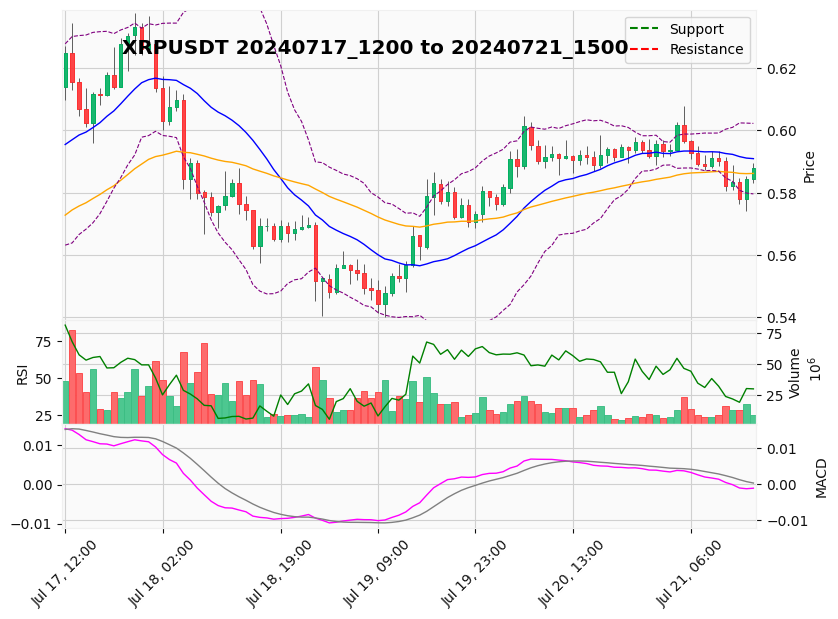 XRPUSDT 20240717_1200 to 20240721_1500
Support
Resistance
0.62
0.60
0.58
0.56
0.54
Price
75
50
25
RSI
75
50
25
Volume
10^6
0.01
0.00
−0.01
0.01
0.00
−0.01
MACD
Jul 17, 12:00
Jul 18, 02:00
Jul 18, 19:00
Jul 19, 09:00
Jul 19, 23:00
Jul 20, 13:00
Jul 21, 06:00